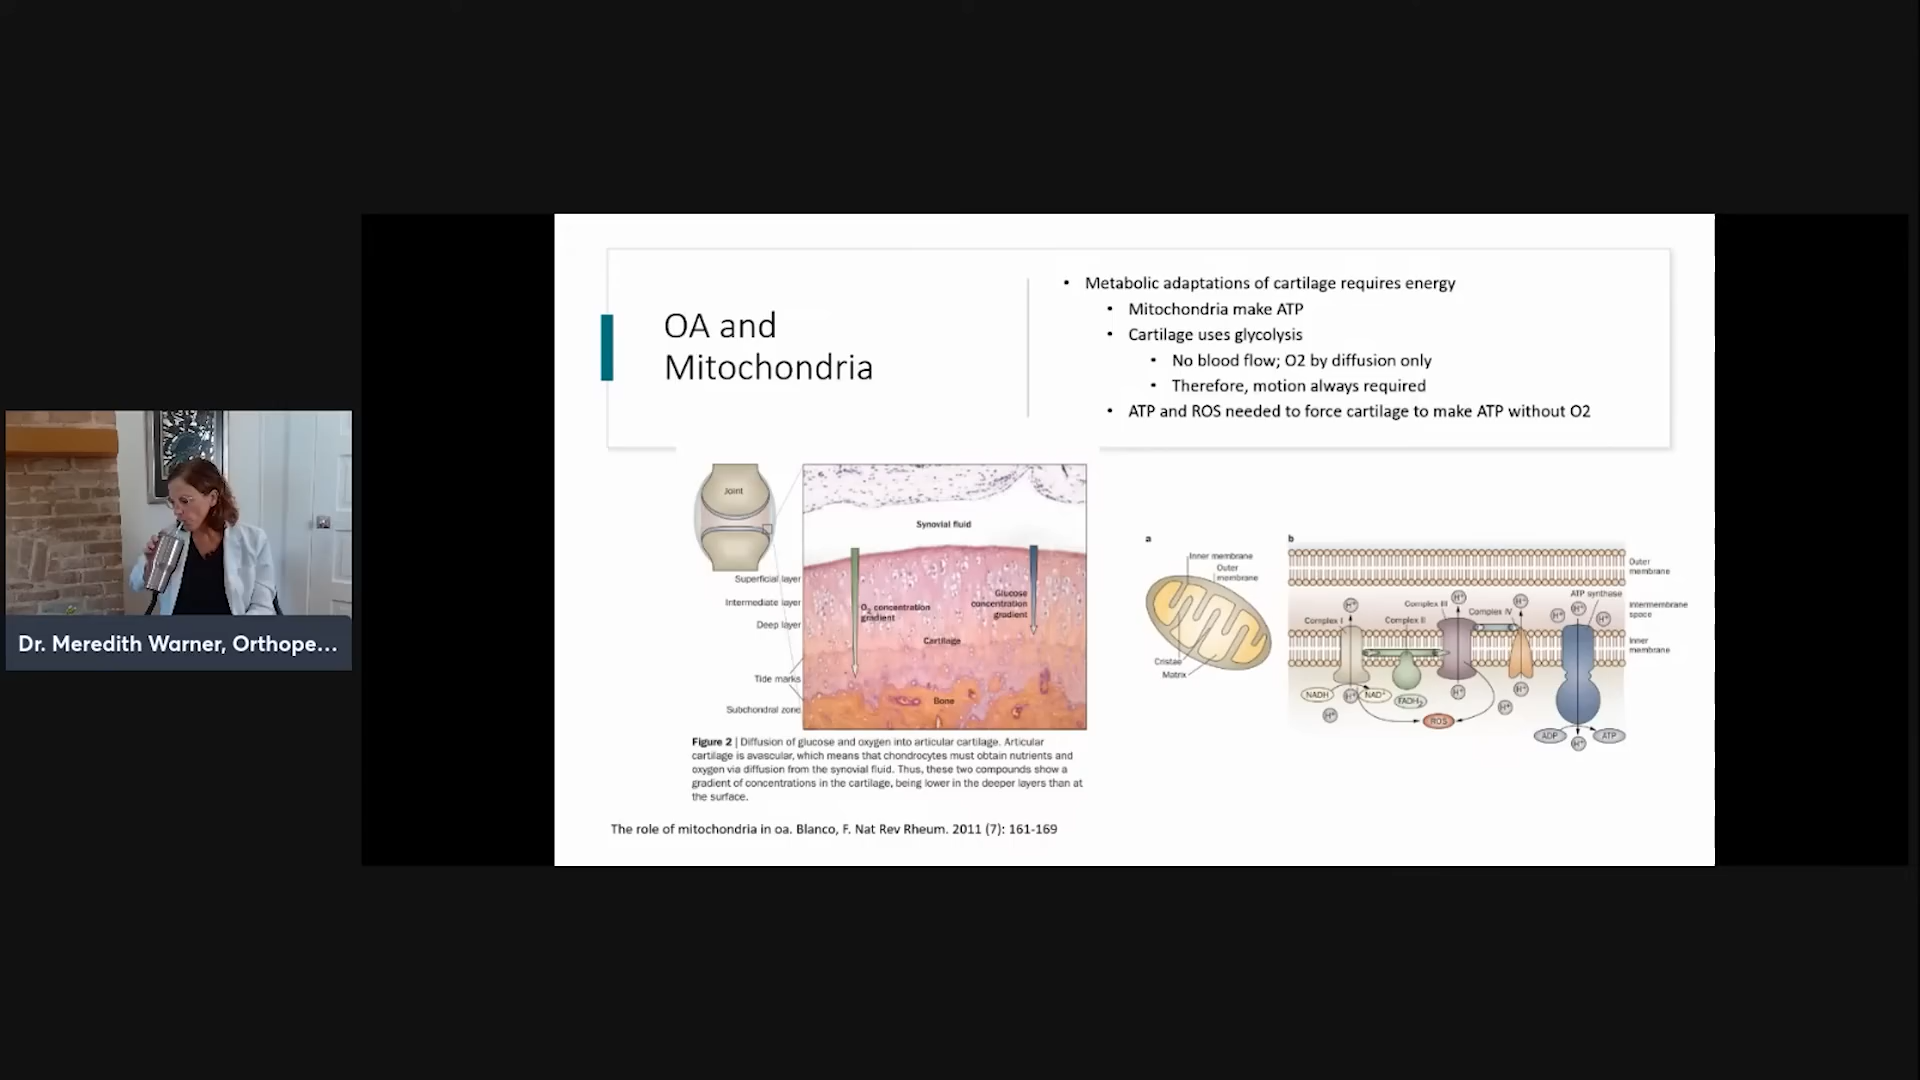 OA and
Mitochondria
• Metabolic adaptations of cartilage requires energy
• Mitochondria make ATP
• Cartilage uses glycolysis
• No blood flow; O2 by diffusion only
• Therefore, motion always required
• ATP and ROS needed to force cartilage to make ATP without O2
Joint
Superficial layer
Intermediate layer
Deep layer
Tide marks
Subchondral zone
Synovial fluid
O2 concentration
gradient
Glucose
concentration
gradient
Cartilage
Bone
Figure 2 | Diffusion of glucose and oxygen into articular cartilage. Articular
cartilage is avascular, which means that chondrocytes must obtain nutrients and
oxygen via diffusion from the synovial fluid. Thus, these two compounds show a
gradient of concentrations in the cartilage, being lower in the deeper layers than at
the surface.
a
Inner membrane
Outer
membrane
Cristae
Matrix
b
Outer
membrane
Intermembrane
space
Inner
membrane
Complex I
Complex II
Complex III
Complex IV
ATP synthase
H+
H+
H+
H+
H+
H+
NADH
H+
NAD+
FADH2
H+
H+
H+
H+
ROS
ADP
H+
ATP
The role of mitochondria in oa. Blanco, F. Nat Rev Rheum. 2011 (7): 161-169
Dr. Meredith Warner, Orthope...